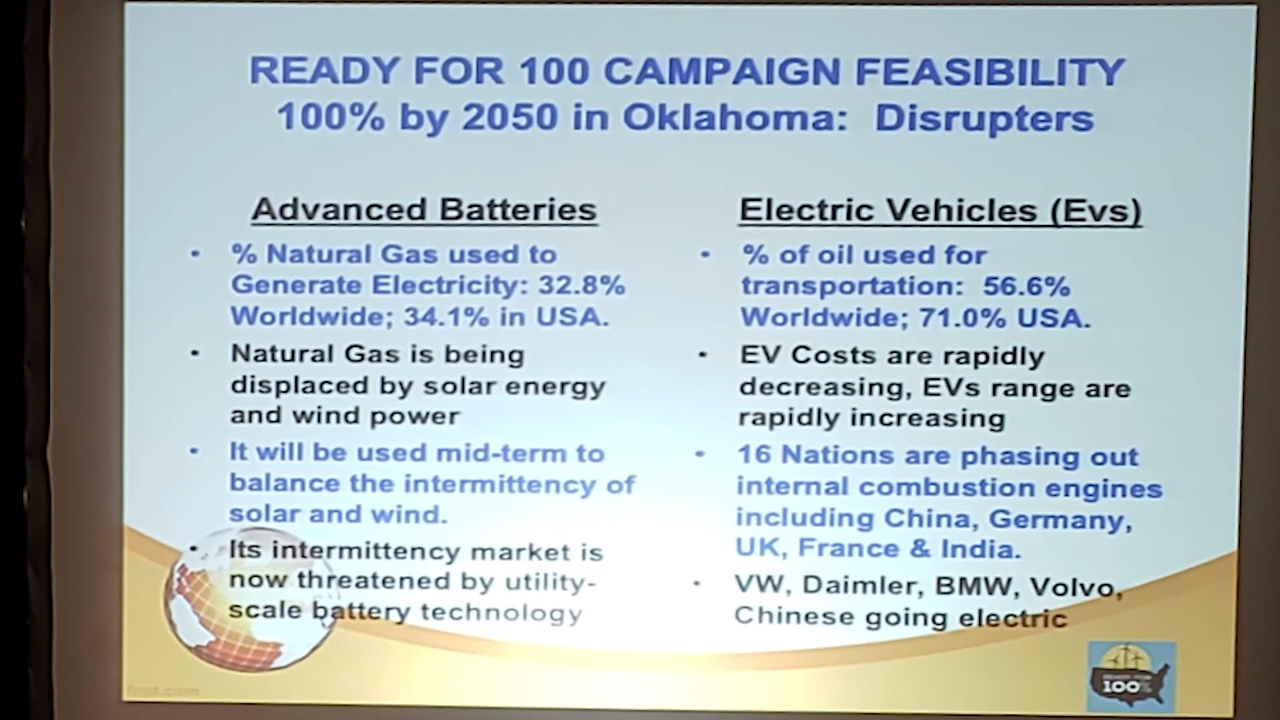 READY FOR 100 CAMPAIGN FEASIBILITY
100% by 2050 in Oklahoma: Disrupters
Advanced Batteries
• % Natural Gas used to
Generate Electricity: 32.8%
Worldwide; 34.1% in USA.
• Natural Gas is being
displaced by solar energy
and wind power
• It will be used mid-term to
balance the intermittency of
solar and wind.
• Its intermittency market is
now threatened by utility-
scale battery technology
Electric Vehicles (Evs)
• % of oil used for
transportation: 56.6%
Worldwide; 71.0% USA.
• EV Costs are rapidly
decreasing, EVs range are
rapidly increasing
• 16 Nations are phasing out
internal combustion engines
including China, Germany,
UK, France & India.
• VW, Daimler, BMW, Volvo,
Chinese going electric
READY FOR
100%